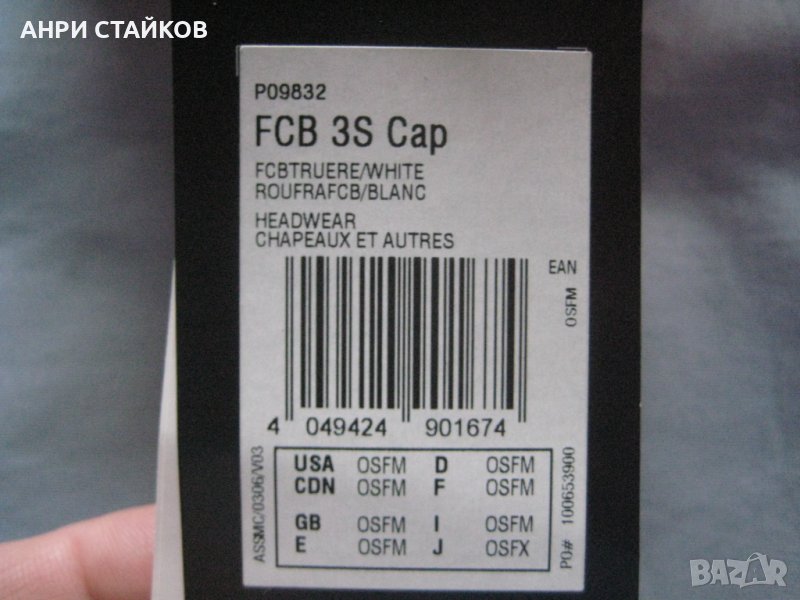 АНРИ СТАЙКОВ
P09832
FCB 3S Cap
FCBTRUERE/WHITE
ROUFRAFCB/BLANC
HEADWEAR
CHAPEAUX ET AUTRES
EAN
OSFM
4 049424 901674
ASSMC/0306/V03
USA OSFM D OSFM
CDN OSFM F OSFM
GB OSFM I OSFM
E OSFM J OSFX
PO# 100653900
BAZAR